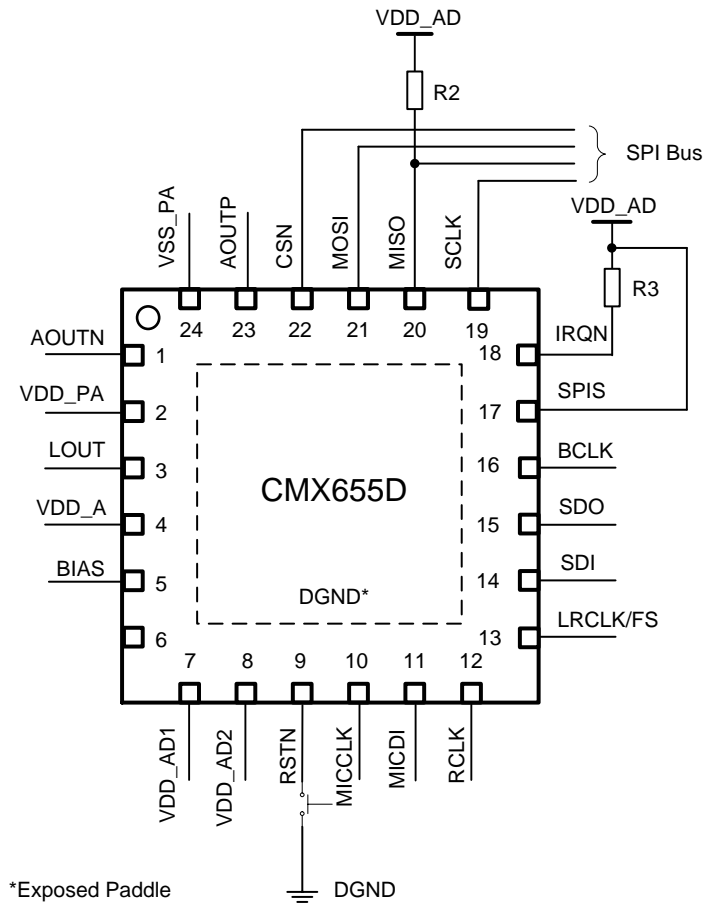 VDD_AD
R2
SPI Bus
VSS_PA
AOUTP
CSN
MOSI
MISO
SCLK
VDD_AD
R3
24 23 22 21 20 19
AOUTN 1
VDD_PA 2
LOUT 3
VDD_A 4
BIAS 5
6
18 IRQN
17 SPIS
16 BCLK
15 SDO
14 SDI
13 LRCLK/FS
CMX655D
DGND*
7 8 9 10 11 12
VDD_AD1
VDD_AD2
RSTN
MICCLK
MICDI
RCLK
*Exposed Paddle
DGND